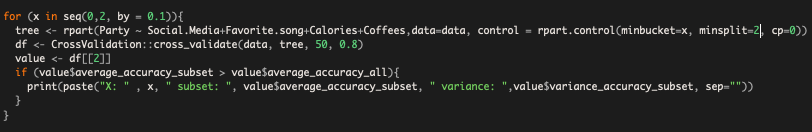 for (x in seq(0,2, by = 0.1)){
  tree <- rpart(Party ~ Social.Media+Favorite.song+Calories+Coffees,data=data, control = rpart.control(minbucket=x, minsplit=2, cp=0))
  df <- CrossValidation::cross_validate(data, tree, 50, 0.8)
  value <- df[[2]]
  if (value$average_accuracy_subset > value$average_accuracy_all){
    print(paste("X: " , x, " subset: ", value$average_accuracy_subset, " variance: ",value$variance_accuracy_subset, sep=""))
  }
}